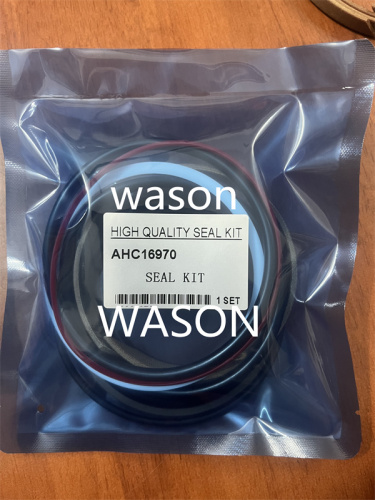 wason
HIGH QUALITY SEAL KIT
AHC16970
SEAL KIT
1 SET
WASON